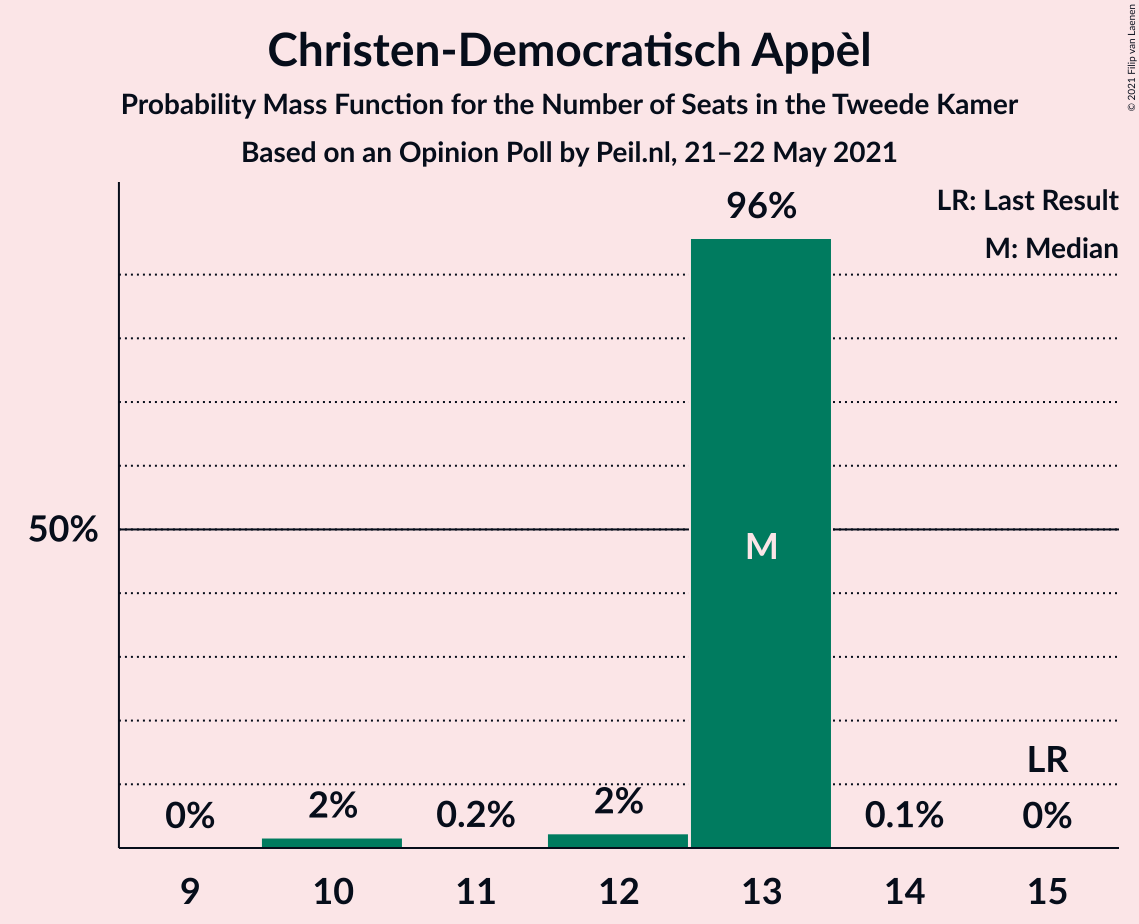 Christen-Democratisch Appèl
Probability Mass Function for the Number of Seats in the Tweede Kamer
Based on an Opinion Poll by Peil.nl, 21–22 May 2021
© 2021 Filip van Laenen
LR: Last Result
M: Median
96%
50%
M
LR
0%
2%
0.2%
2%
0.1%
0%
9
10
11
12
13
14
15